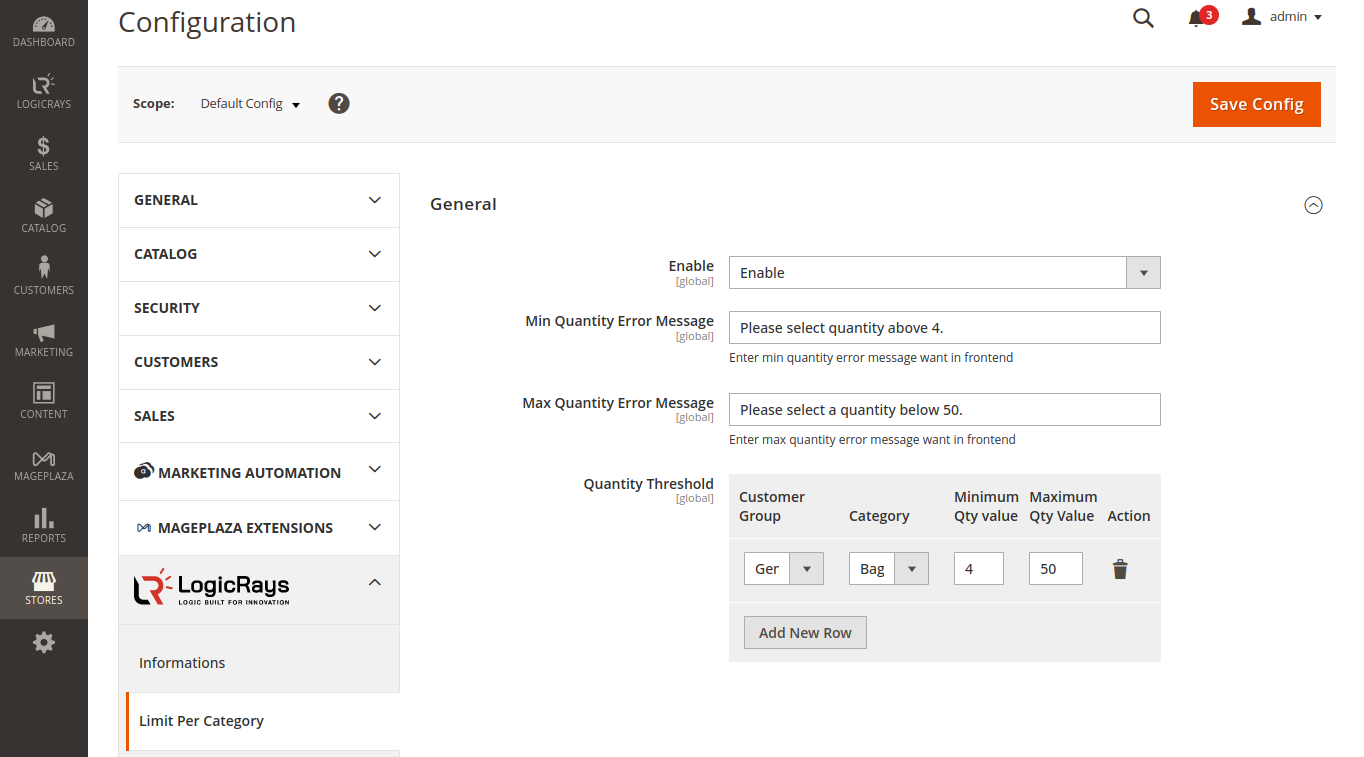 Configuration
3
admin
Scope:
Default Config
?
Save Config
DASHBOARD
LOGICRAYS
$
SALES
CATALOG
CUSTOMERS
MARKETING
CONTENT
MAGEPLAZA
REPORTS
STORES
GENERAL
CATALOG
SECURITY
CUSTOMERS
SALES
MARKETING AUTOMATION
MAGEPLAZA EXTENSIONS
LogicRays
LOGIC BUILT FOR INNOVATION
Informations
Limit Per Category
General
Enable
[global]
Enable
Min Quantity Error Message
[global]
Please select quantity above 4.
Enter min quantity error message want in frontend
Max Quantity Error Message
[global]
Please select a quantity below 50.
Enter max quantity error message want in frontend
Quantity Threshold
[global]
Customer
Group
Category
Minimum
Qty value
Maximum
Qty Value
Action
Ger
Bag
4
50
Add New Row